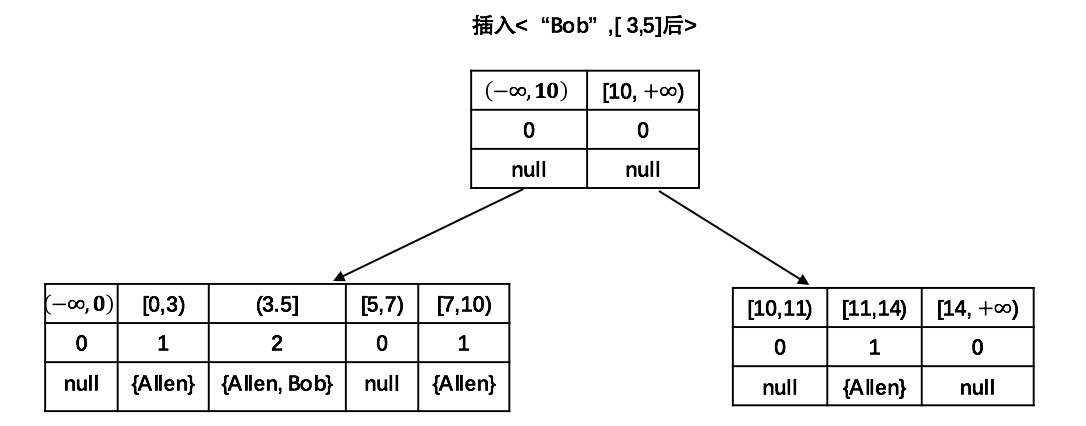 插入< “Bob” ,[ 3,5]后>
(−∞,10) [10, +∞)
0 0
null null
(−∞,0) [0,3) (3.5] [5,7) [7,10)
0 1 2 0 1
null {Allen} {Allen, Bob} null {Allen}
[10,11) [11,14) [14, +∞)
0 1 0
null {Allen} null